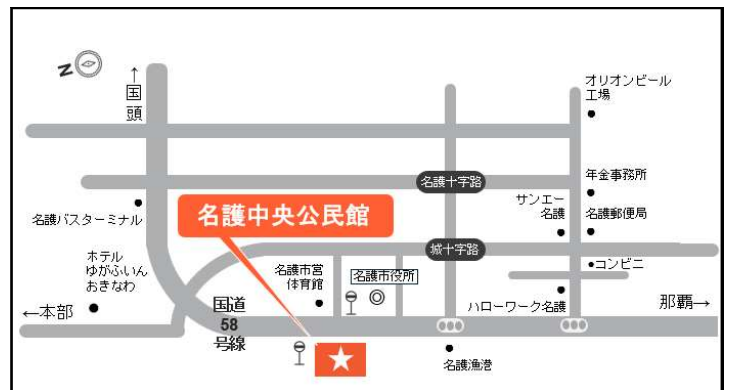 N
↑
国
頭
オリオンビール
工場
名護十字路
年金事務所
サンエー
名護
名護郵便局
名護バスターミナル
名護中央公民館
城十字路
ホテル
ゆがふいん
おきなわ
名護市営
体育館
名護市役所
コンビニ
←本部
国道
58
号線
ハローワーク名護
那覇→
名護漁港